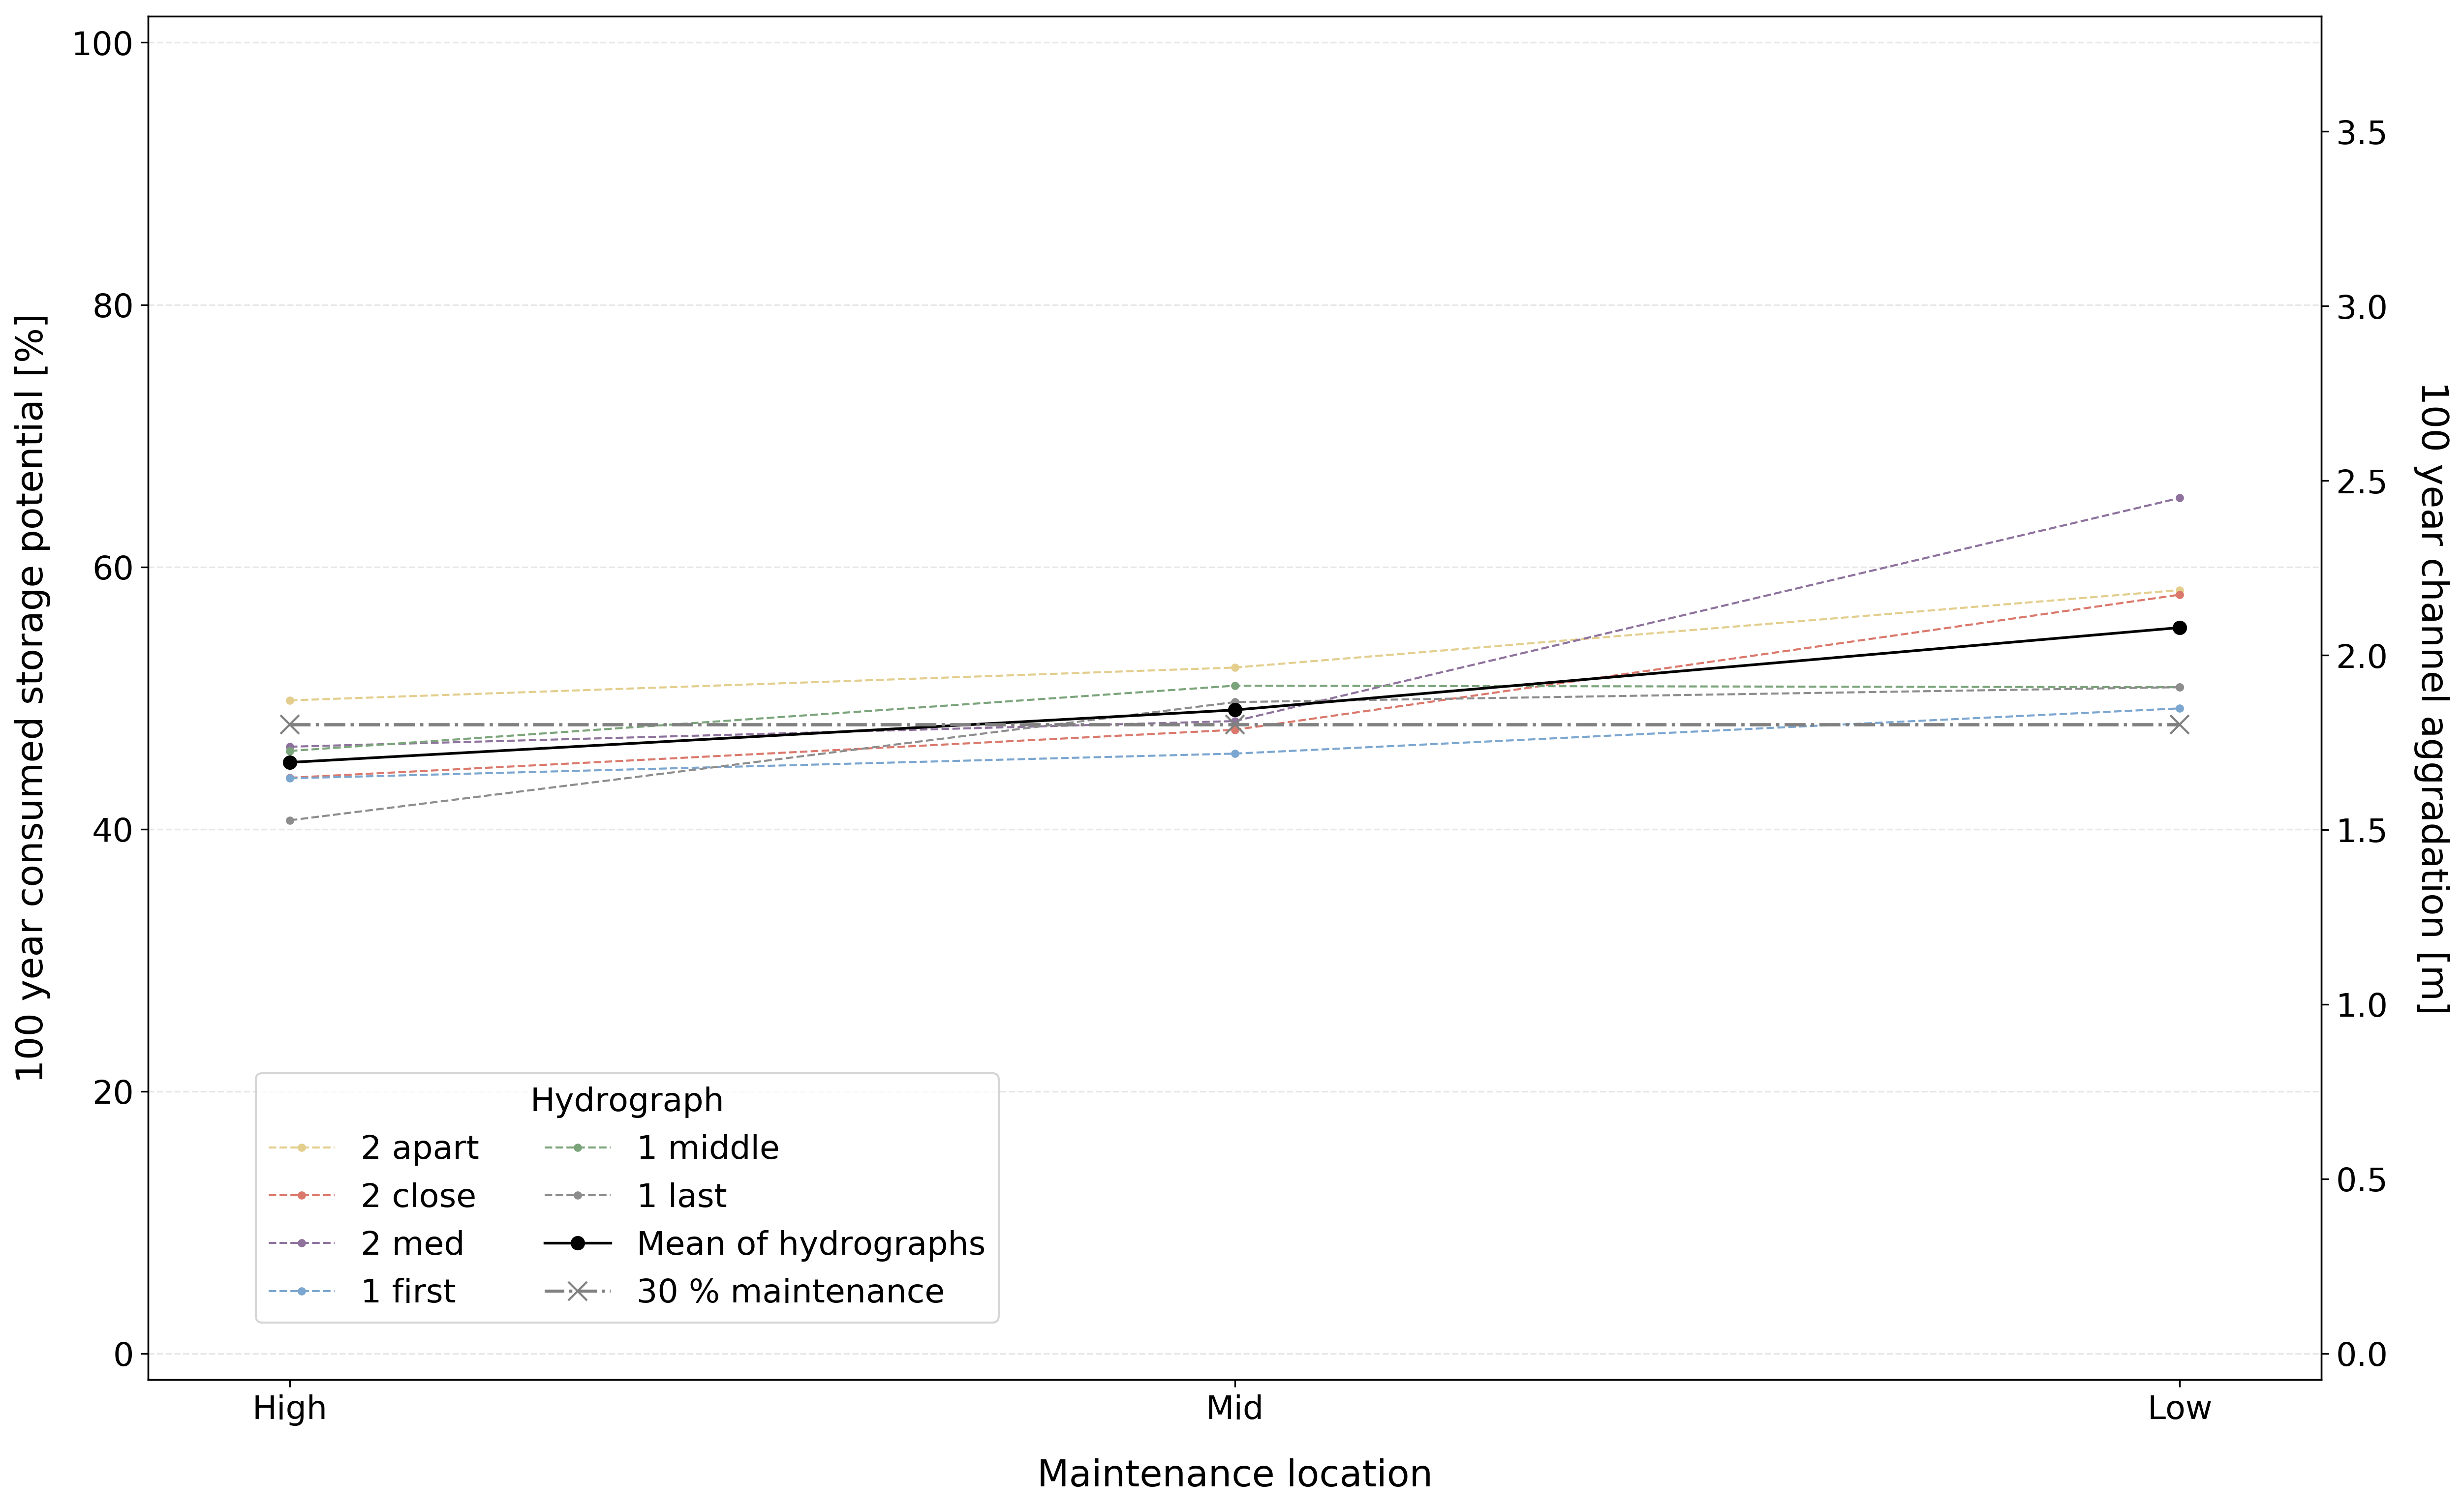 100 year consumed storage potential [%]
100
80
60
40
20
0
3.5
3.0
2.5
2.0
1.5
1.0
0.5
0.0
100 year channel aggradation [m]
Hydrograph
2 apart
2 close
2 med
1 first
1 middle
1 last
Mean of hydrographs
30 % maintenance
High
Mid
Low
Maintenance location